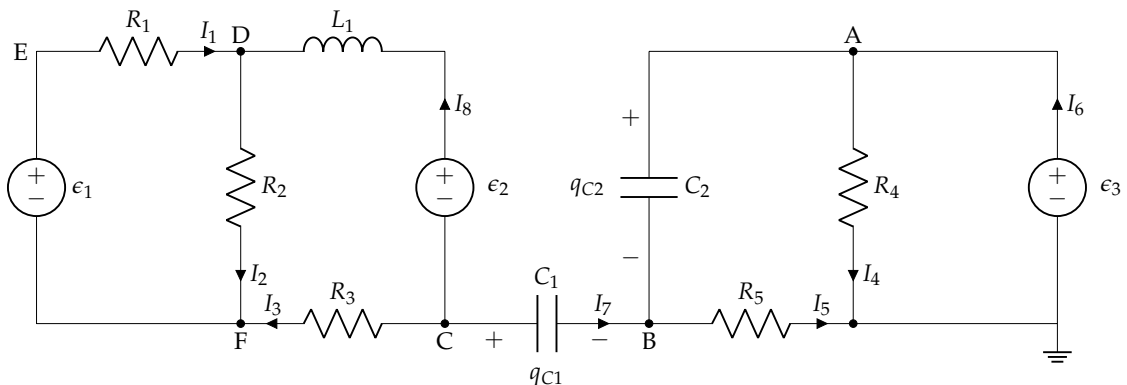 R1 I1 D L1 A
E
I8 I6
+
+ − ϵ1 R2 + − ϵ2 qC2 C2 R4 + − ϵ3
−
I2 I3 R3 C1 I7 R5 I5 I4
F C + − B
qC1